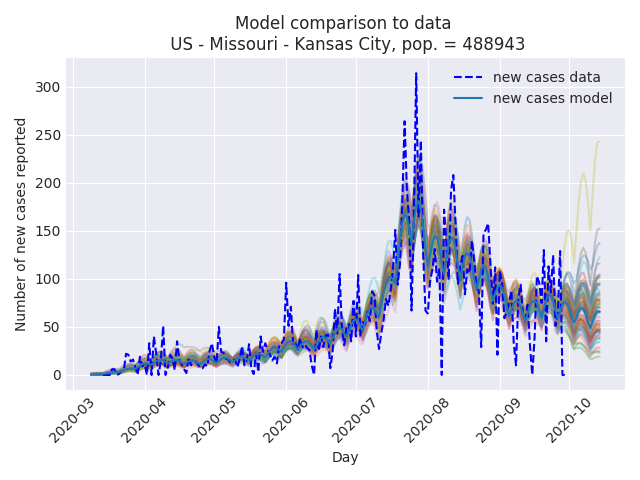 Model comparison to data
US - Missouri - Kansas City, pop. = 488943
new cases data
new cases model
Number of new cases reported
300
250
200
150
100
50
0
2020-03
2020-04
2020-05
2020-06
2020-07
2020-08
2020-09
2020-10
Day